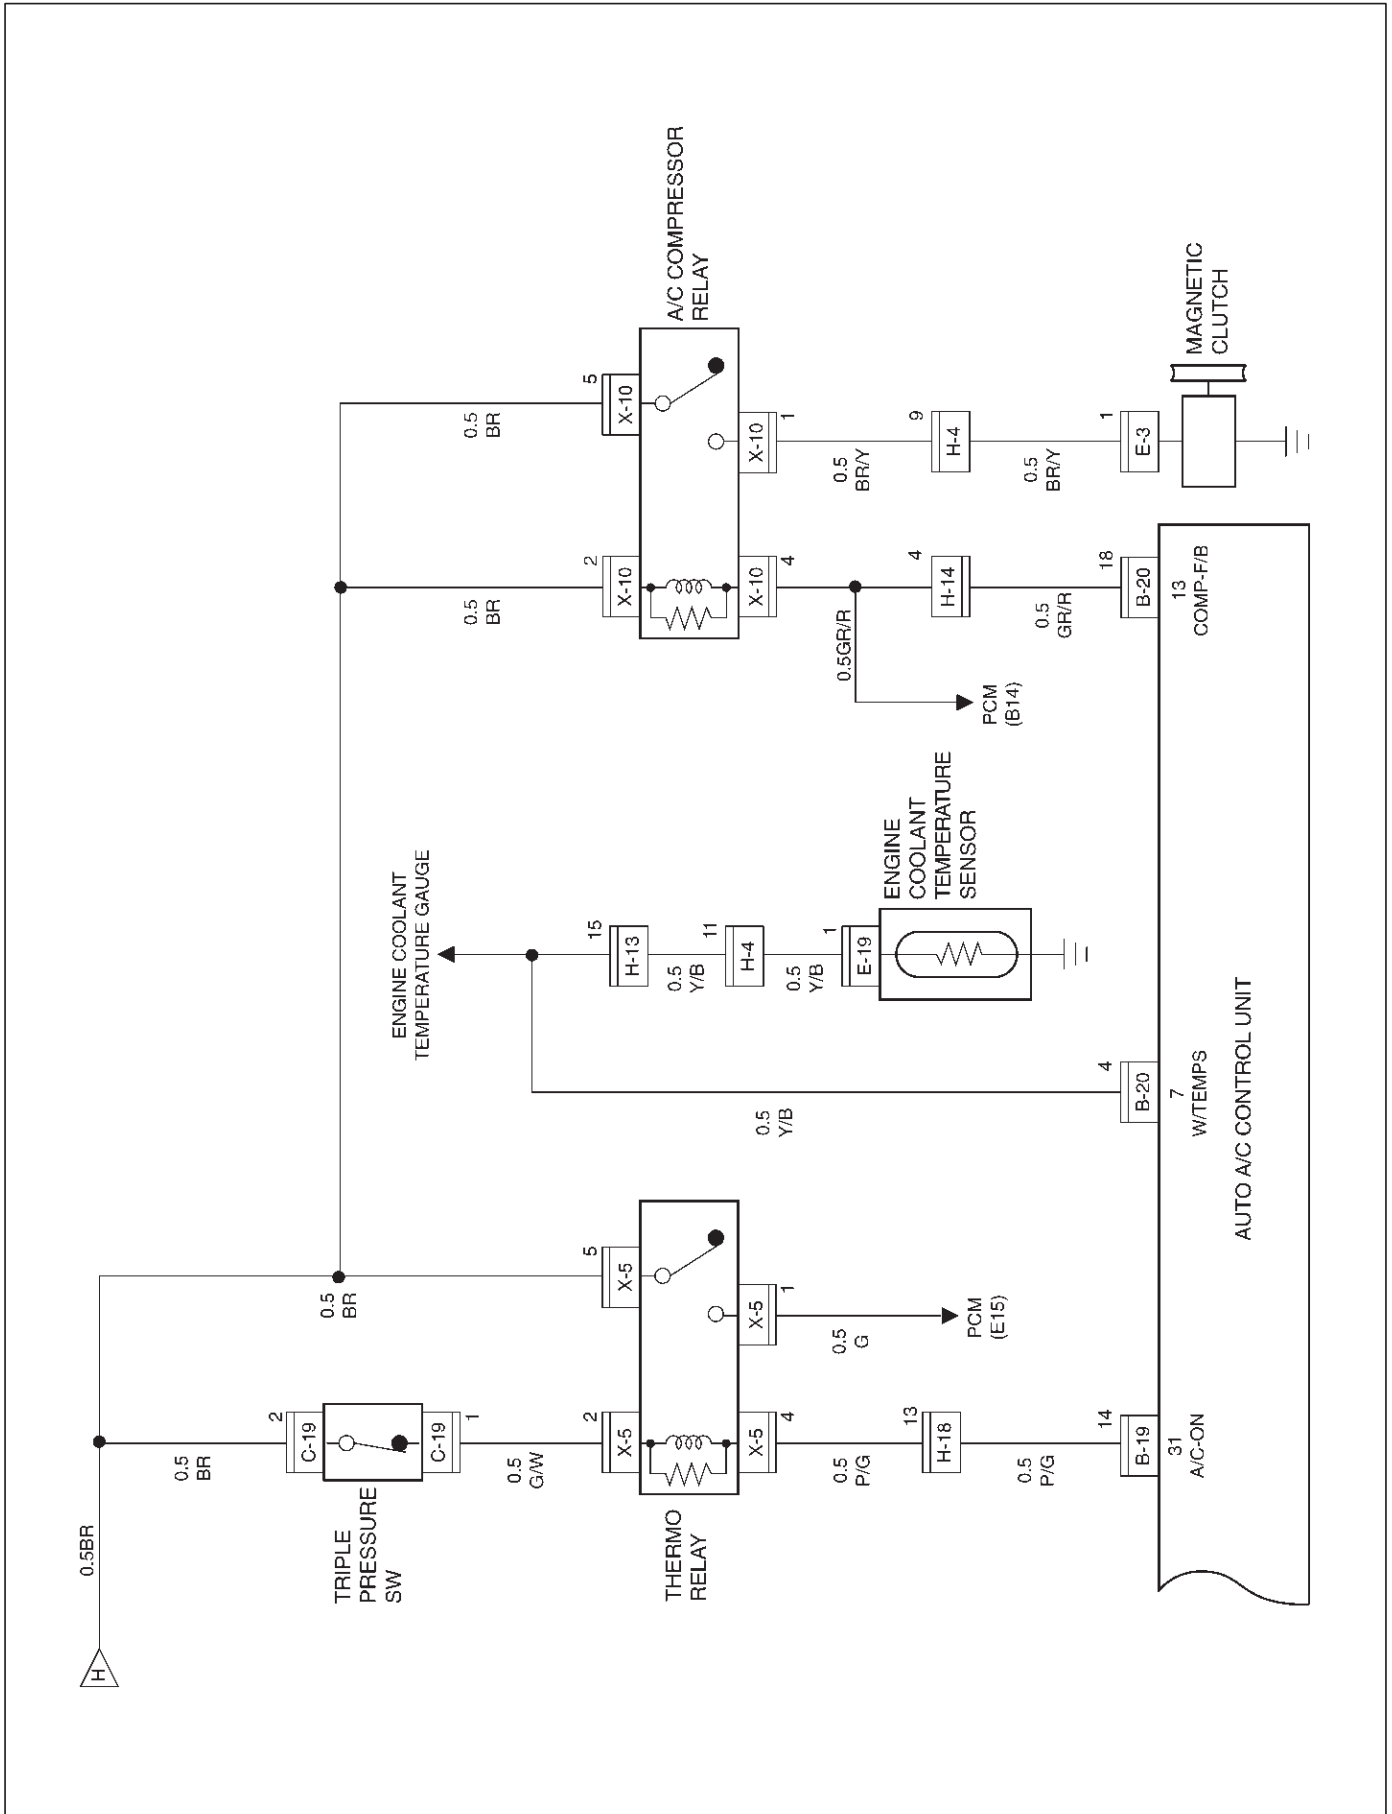 H
0.5BR
0.5
BR
2
C-19
TRIPLE
PRESSURE
SW
C-19
1
0.5
G/W
2
X-5
THERMO
RELAY
X-5
4
0.5
P/G
13
H-18
0.5
P/G
14
B-19
31
A/C-ON
0.5
BR
5
X-5
X-5
1
0.5
G
PCM
(E15)
ENGINE COOLANT
TEMPERATURE GAUGE
0.5
Y/B
4
B-20
7
W/TEMPS
15
H-13
0.5
Y/B
11
H-4
0.5
Y/B
1
E-19
ENGINE
COOLANT
TEMPERATURE
SENSOR
0.5
BR
2
X-10
X-10
4
0.5GR/R
PCM
(B14)
4
H-14
0.5
GR/R
18
B-20
13
COMP-F/B
0.5
BR
5
X-10
A/C COMPRESSOR
RELAY
X-10
1
0.5
BR/Y
9
H-4
0.5
BR/Y
1
E-3
MAGNETIC
CLUTCH
AUTO A/C CONTROL UNIT